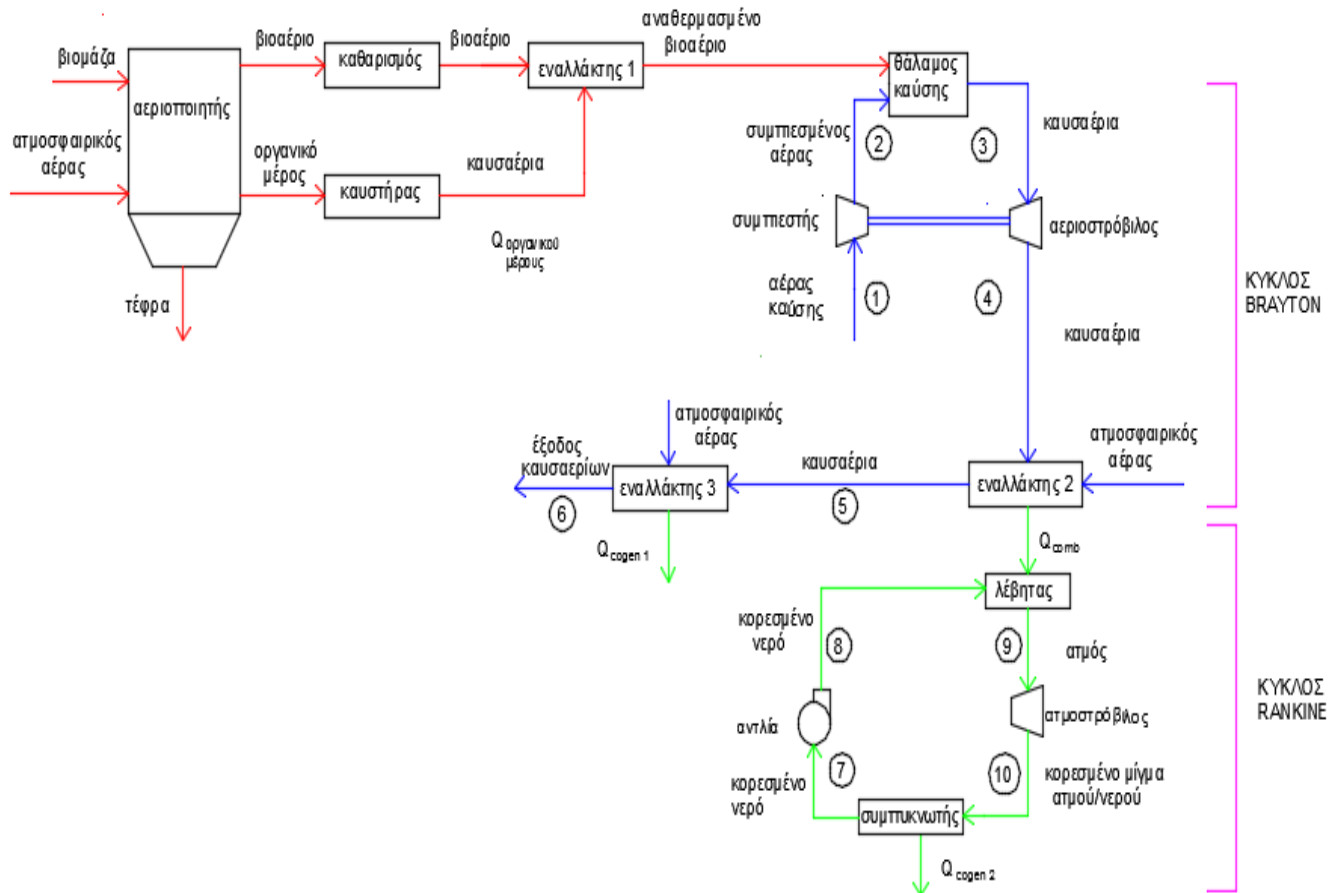 βιομάζα
ατμοσφαιρικός
αέρας
αεριοποιητής
τέφρα
βιοαέριο
καθαρισμός
βιοαέριο
εναλλάκτης 1
αναθερμασμένο
βιοαέριο
οργανικό
μέρος
καυστήρας
καυσαέρια
Q οργανικού
μέρους
θάλαμος
καύσης
συμπιεσμένος
αέρας
2
3
καυσαέρια
συμπιεστής
αεριοστρόβιλος
αέρας
καύσης
1
4
καυσαέρια
ΚΥΚΛΟΣ
BRAYTON
ατμοσφαιρικός
αέρας
έξοδος
καυσαερίων
εναλλάκτης 3
καυσαέρια
εναλλάκτης 2
ατμοσφαιρικός
αέρας
6
5
Q cogen 1
Q comb
λέβητας
κορεσμένο
νερό
8
9
ατμός
αντλία
ατμοστρόβιλος
ΚΥΚΛΟΣ
RANKINE
κορεσμένο
νερό
7
10
κορεσμένο μίγμα
ατμού/νερού
συμπυκνωτής
Q cogen 2